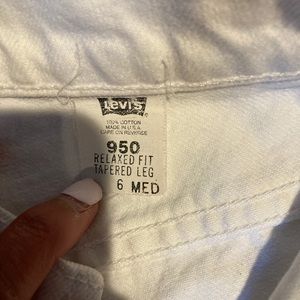 Levi's
100% COTTON
MADE IN U.S.A.
CARE ON REVERSE
950
RELAXED FIT
TAPERED LEG
6 MED